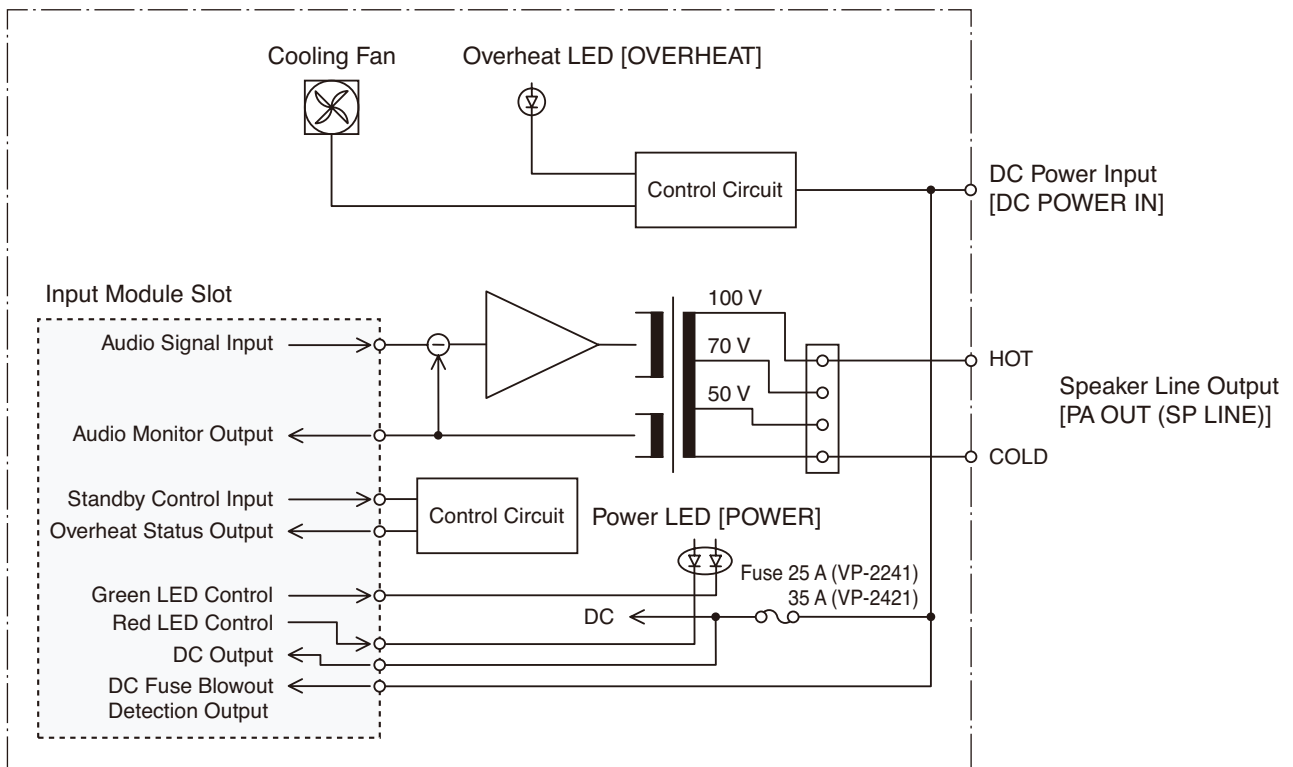 Cooling Fan
Overheat LED [OVERHEAT]
Control Circuit
DC Power Input
[DC POWER IN]
Input Module Slot
100 V
70 V
50 V
Audio Signal Input
Audio Monitor Output
HOT
COLD
Speaker Line Output
[PA OUT (SP LINE)]
Standby Control Input
Overheat Status Output
Control Circuit
Power LED [POWER]
Fuse 25 A (VP-2241)
35 A (VP-2421)
DC
Green LED Control
Red LED Control
DC Output
DC Fuse Blowout
Detection Output